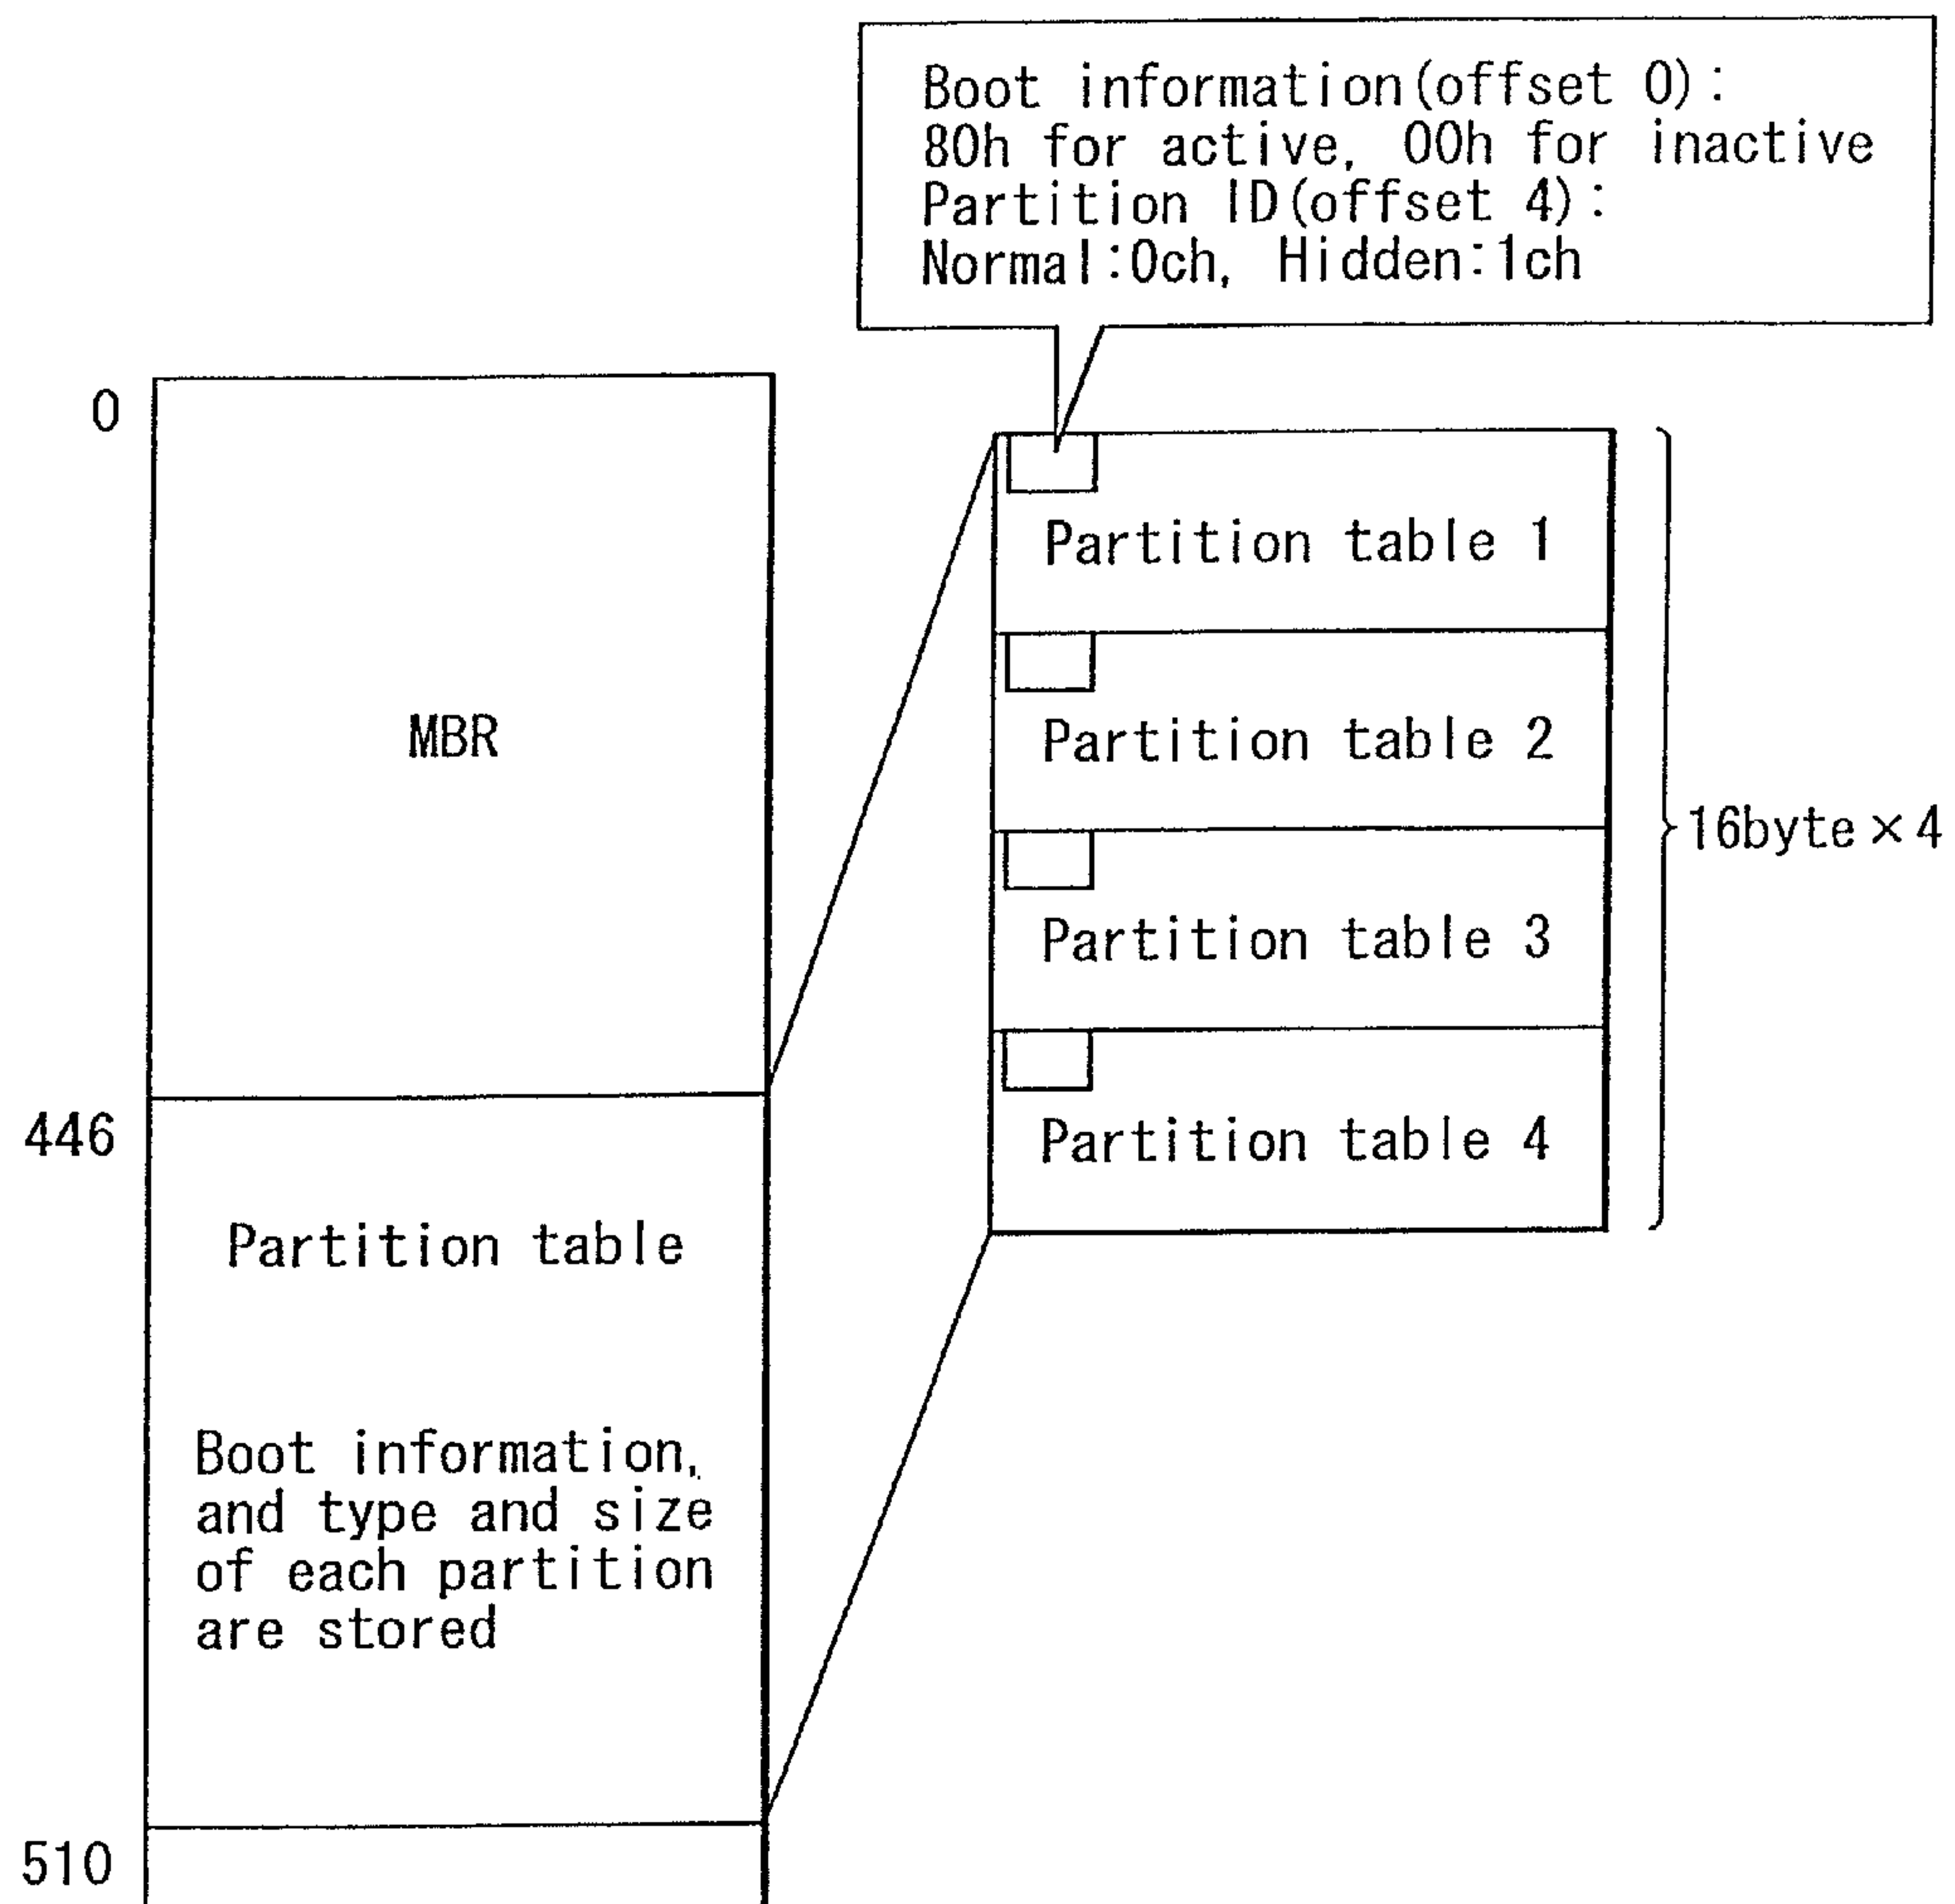 Boot information(offset 0):
80h for active, 00h for inactive
Partition ID(offset 4):
Normal:0ch, Hidden:1ch
0
MBR
446
Partition table
Boot information,
and type and size
of each partition
are stored
510
Partition table 1
Partition table 2
Partition table 3
Partition table 4
16byte×4